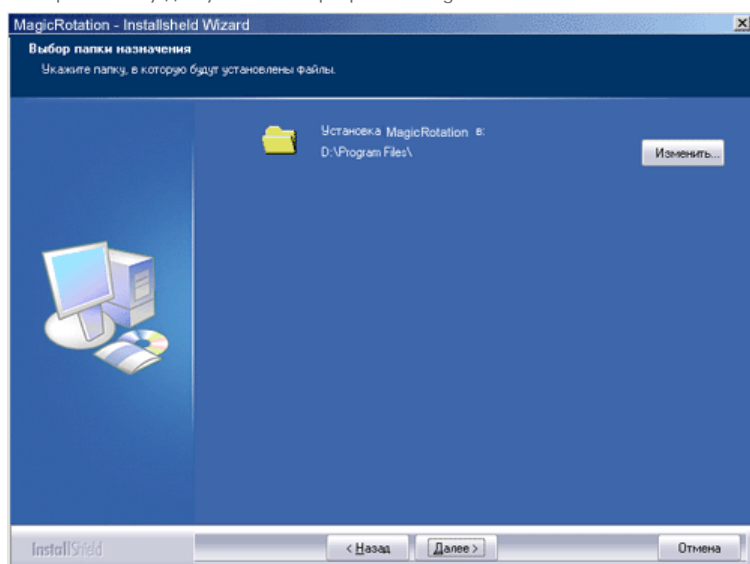 MagicRotation - Installsheld Wizard
Выбор папки назначения
Укажите папку, в которую будут установлены файлы.
Установка MagicRotation в:
D:\Program Files\
Изменить...
InstallShield
< Назад
Далее >
Отмена